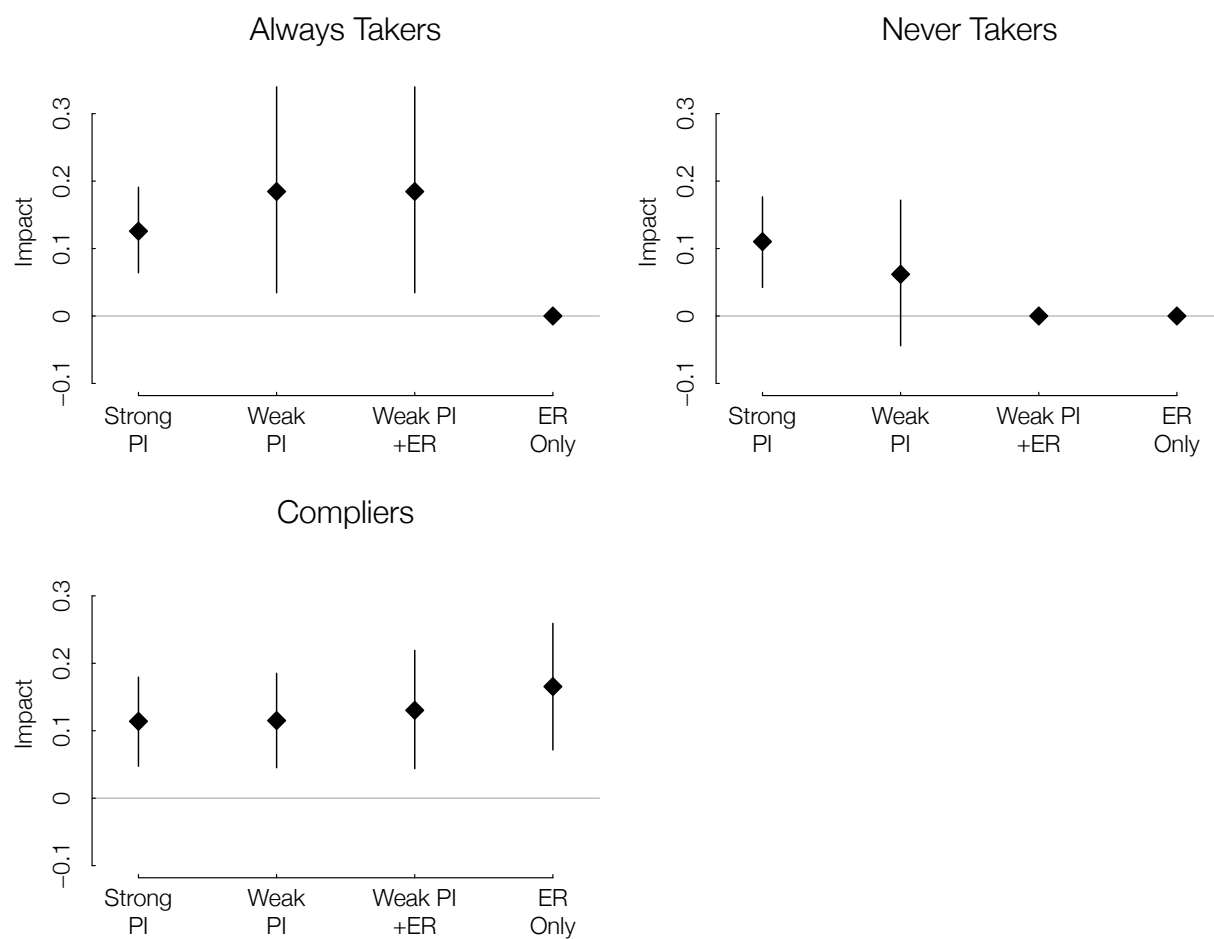 Always Takers
Impact
0.3
0.2
0.1
0
−0.1
Strong
PI
Weak
PI
Weak PI
+ER
ER
Only
Never Takers
Impact
0.3
0.2
0.1
0
−0.1
Strong
PI
Weak
PI
Weak PI
+ER
ER
Only
Compliers
Impact
0.3
0.2
0.1
0
−0.1
Strong
PI
Weak
PI
Weak PI
+ER
ER
Only